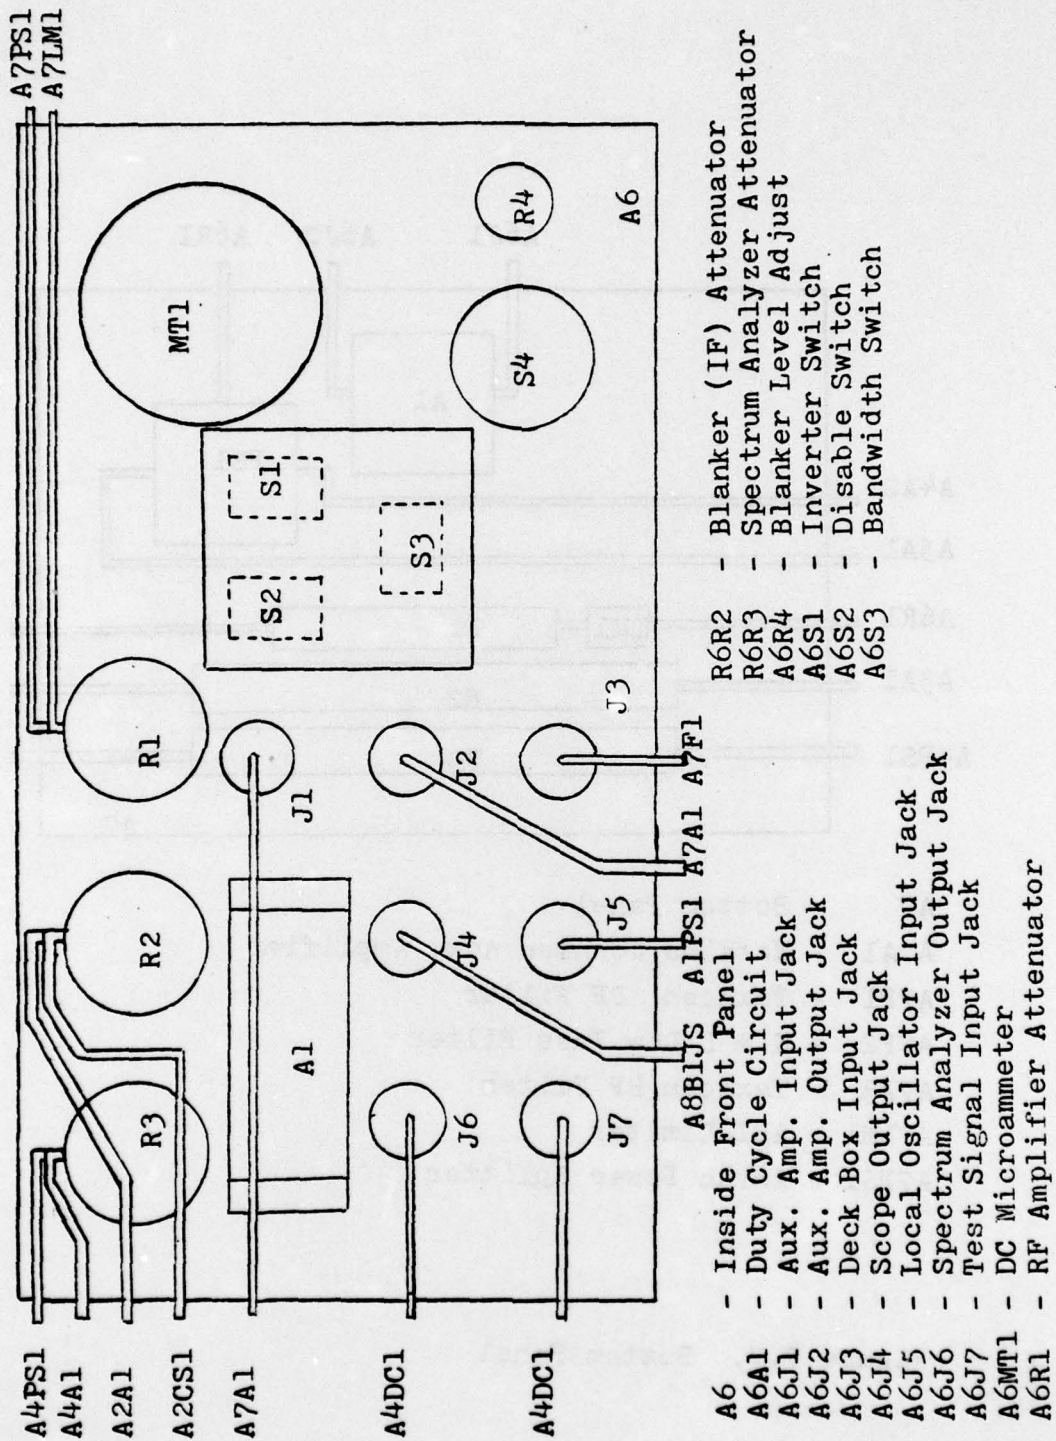 A7PS1
A7LM1
A4PS1
A4A1
A2A1
A2CS1
A7A1
A4DC1
A4DC1
R3
R2
R1
MT1
A1
J1
S2
S1
S3
S4
R4
J6
J4
J2
J7
J5
J3
A6
A8B1JS
A1PS1
A7A1
A7F1
A6 - Inside Front Panel
A6A1 - Duty Cycle Circuit
A6J1 - Aux. Amp. Input Jack
A6J2 - Aux. Amp Output Jack
A6J3 - Deck Box Input Jack
A6J4 - Scope Output Jack
A6J5 - Local Oscillator Input Jack
A6J6 - Spectrum Analyzer Output Jack
A6J7 - Test Signal Input Jack
A6MT1 - DC Microammeter
A6R1 - RF Amplifier Attenuator
R6R2 - Blanker (IF) Attenuator
R6R3 - Spectrum Analyzer Attenuator
A6R4 - Blanker Level Adjust
A6S1 - Inverter Switch
A6S2 - Disable Switch
A6S3 - Bandwidth Switch